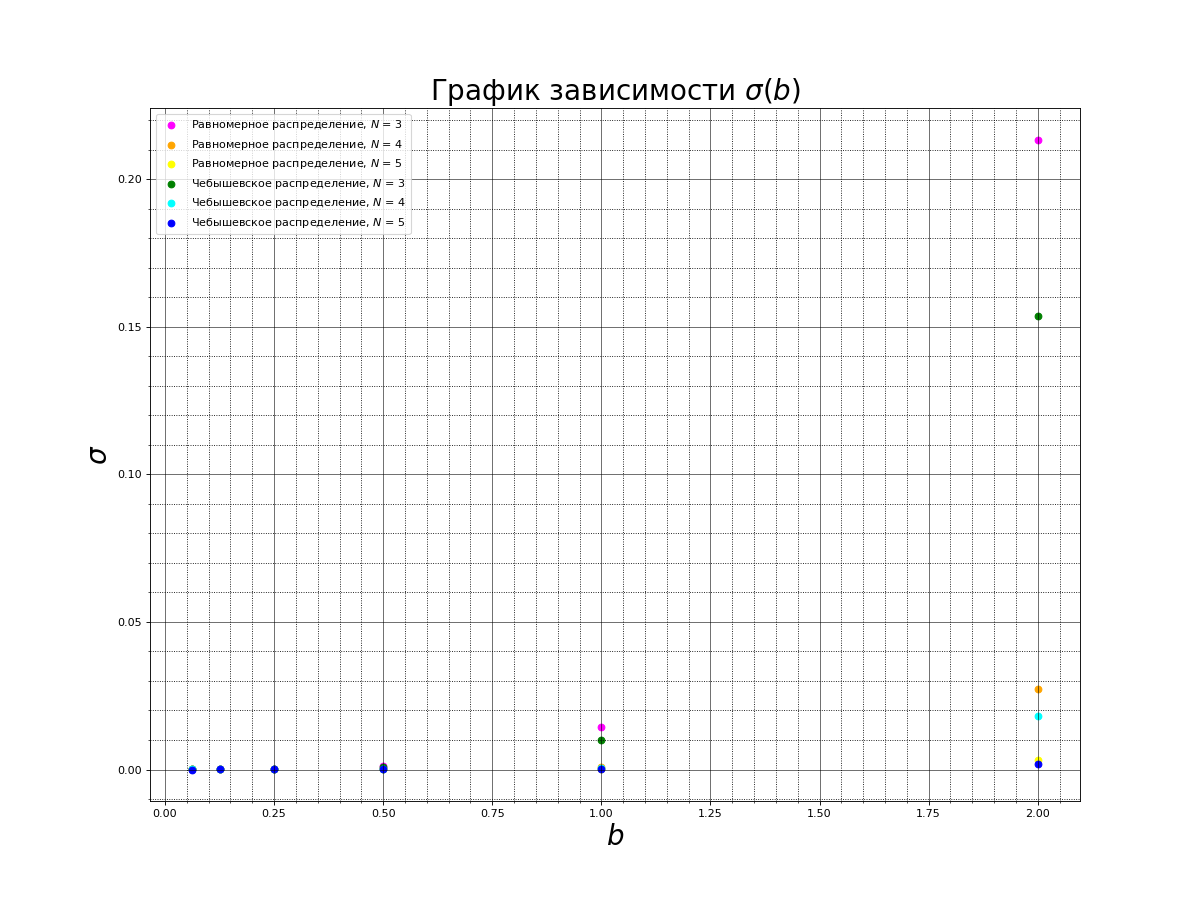 График зависимости σ(b)
Равномерное распределение, N = 3
Равномерное распределение, N = 4
Равномерное распределение, N = 5
Чебышевское распределение, N = 3
Чебышевское распределение, N = 4
Чебышевское распределение, N = 5
0.20
0.15
0.10
0.05
0.00
σ
0.00 0.25 0.50 0.75 1.00 1.25 1.50 1.75 2.00
b